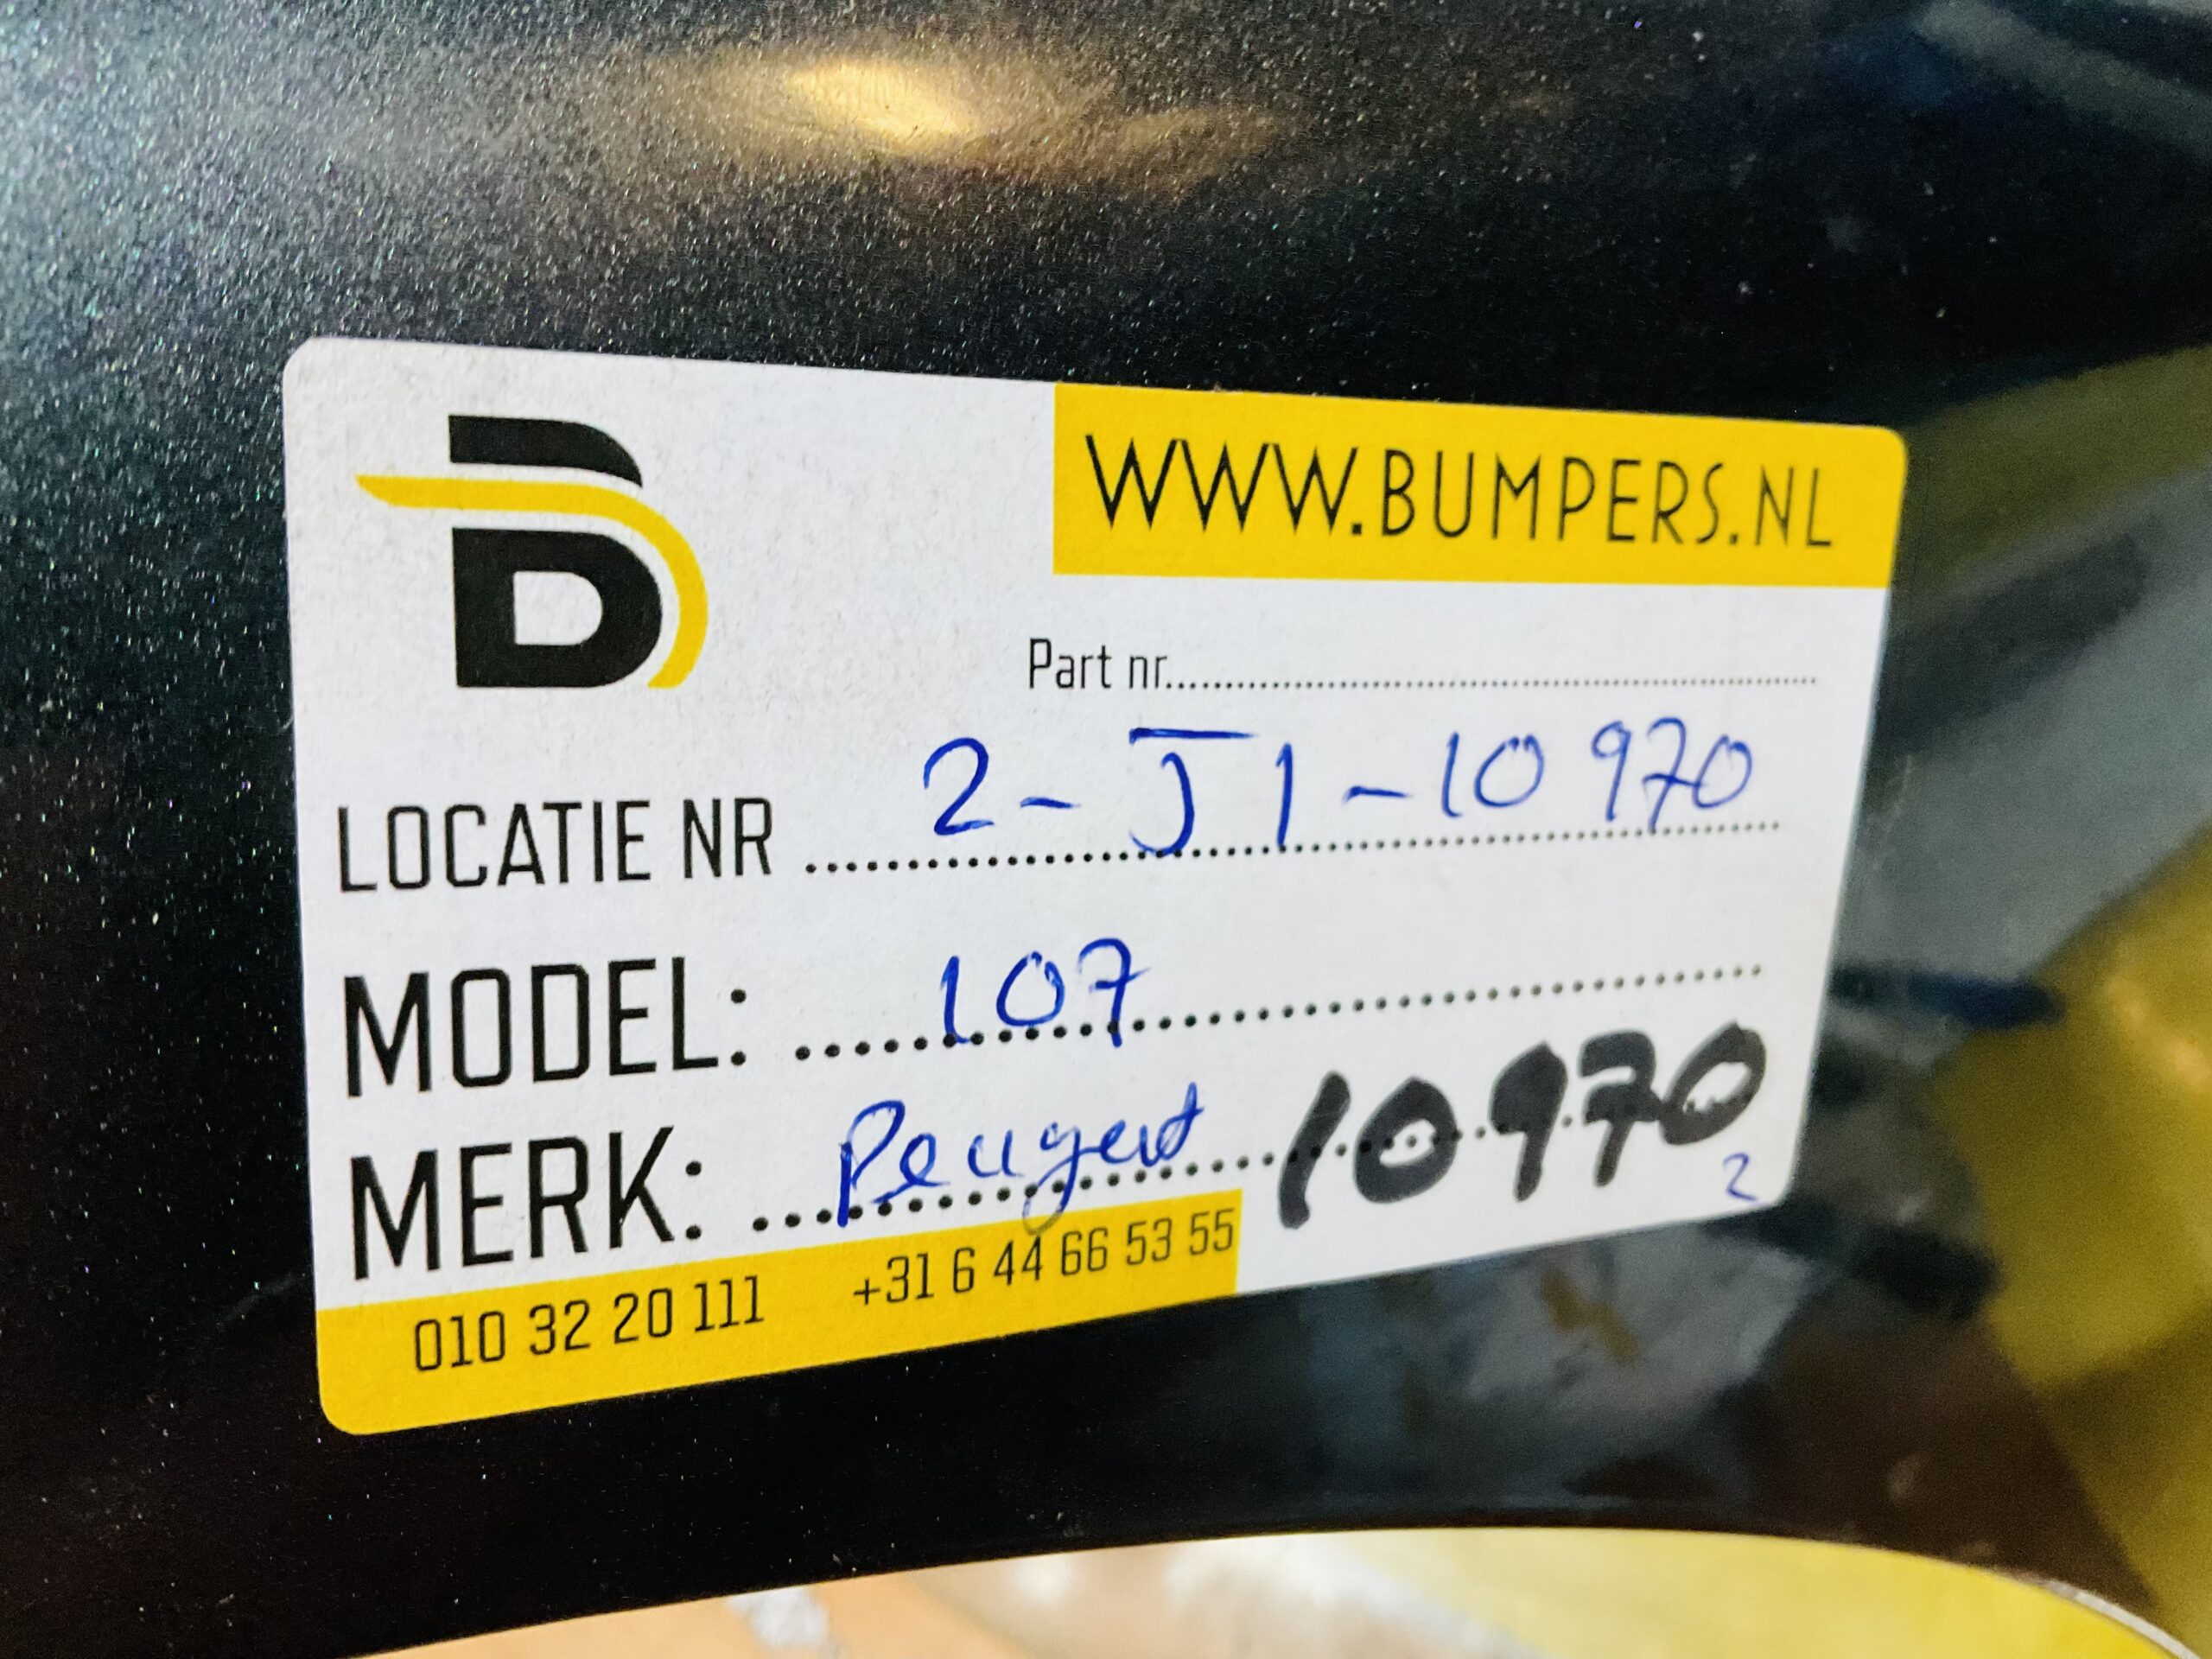 B
WWW.BUMPERS.NL
Part nr.....................................................
LOCATIE NR 2-J1-10970
MODEL: 107
MERK: Peugeot 10970
2
010 32 20 111 +31 6 44 66 53 55